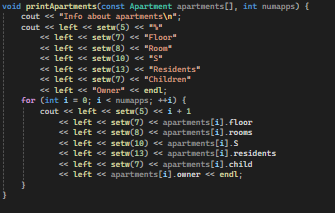 void printApartments(const Apartment apartments[], int numapps) {
    cout << "Info about apartments\n";
    cout << left << setw(5) << "%"
        << left << setw(7) << "Floor"
        << left << setw(8) << "Room"
        << left << setw(10) << "S"
        << left << setw(13) << "Residents"
        << left << setw(7) << "Children"
        << left << "Owner" << endl;
    for (int i = 0; i < numapps; ++i) {
        cout << left << setw(5) << i + 1
            << left << setw(7) << apartments[i].floor
            << left << setw(8) << apartments[i].rooms
            << left << setw(10) << apartments[i].S
            << left << setw(13) << apartments[i].residents
            << left << setw(7) << apartments[i].child
            << left << apartments[i].owner << endl;
    }
}